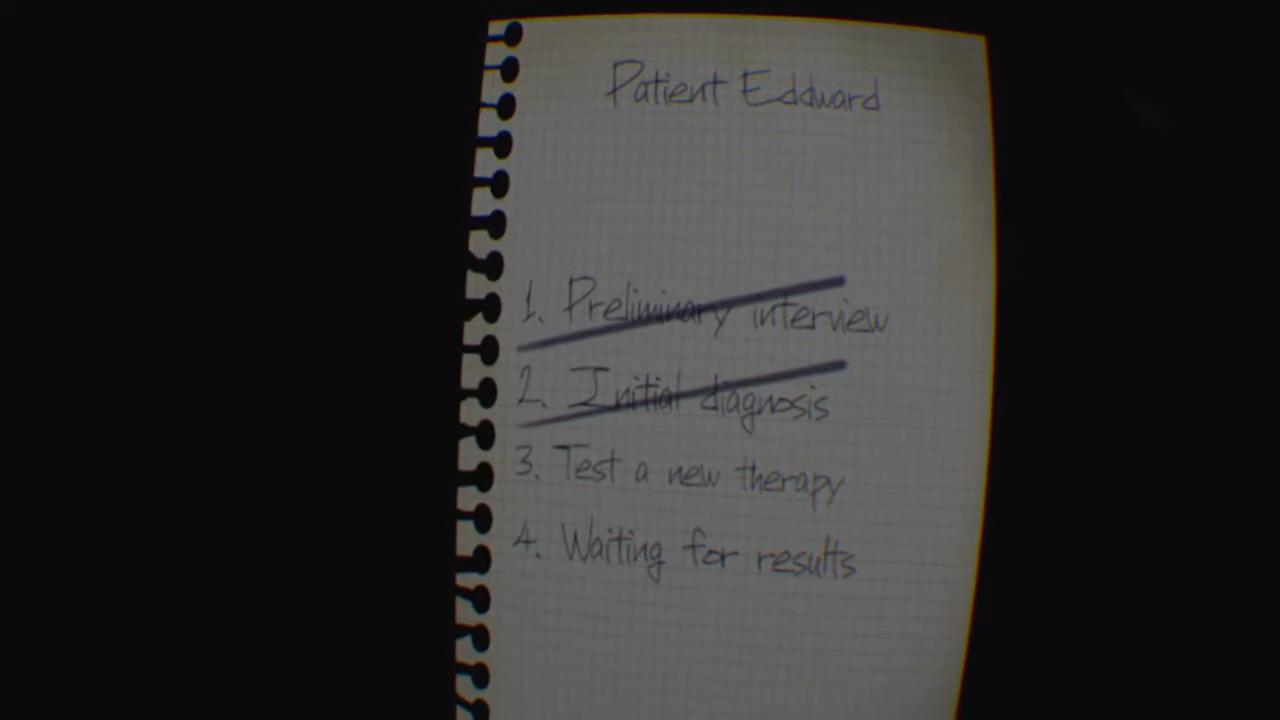 Patient Eddward
1. Preliminary interview
2. Initial diagnosis
3. Test a new therapy
4. Waiting for results